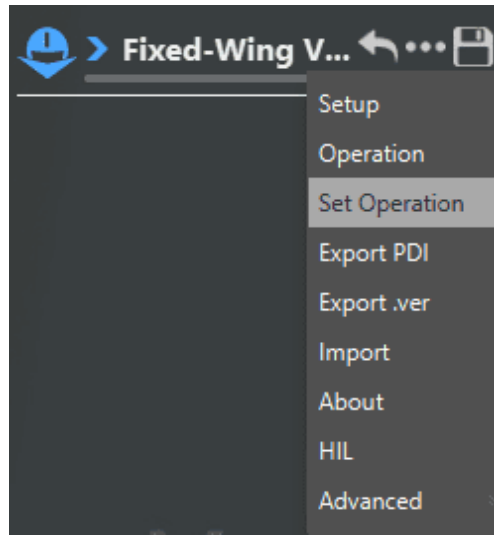 Fixed-Wing V...
Setup
Operation
Set Operation
Export PDI
Export .ver
Import
About
HIL
Advanced